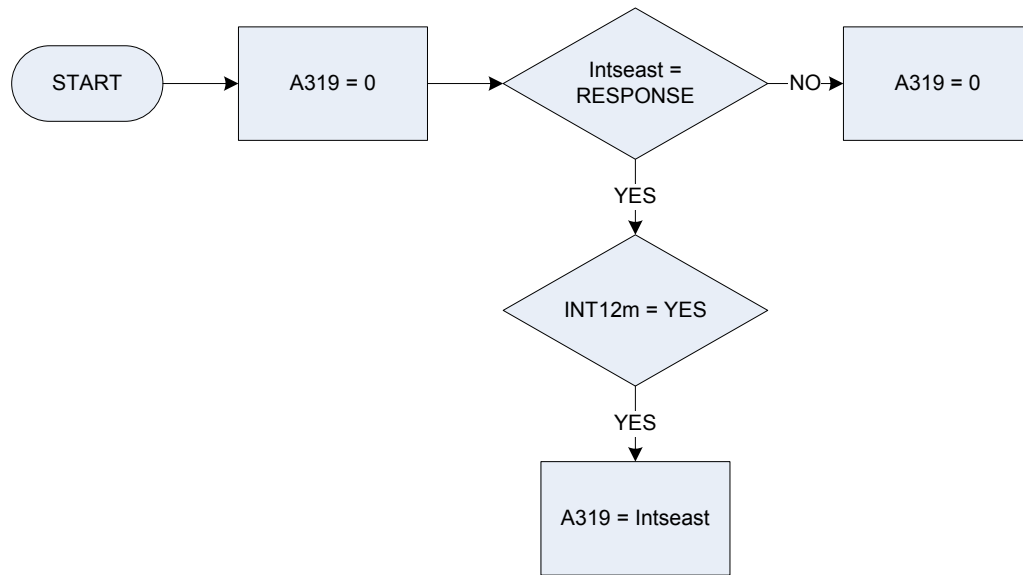 START
A319 = 0
Intseast =
RESPONSE
NO
A319 = 0
YES
INT12m = YES
YES
A319 = Intseast